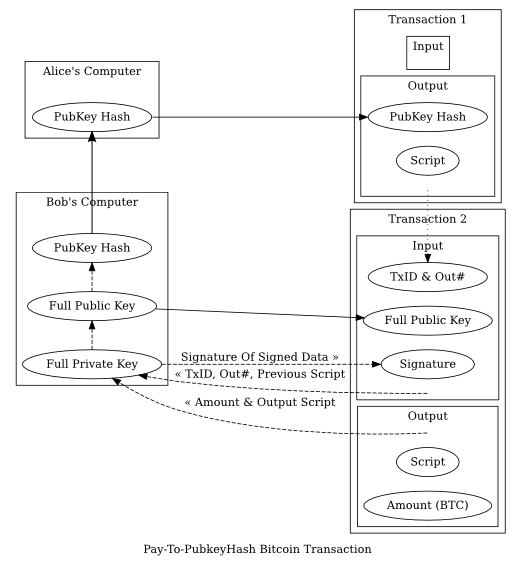 Transaction 1
Input
Output
PubKey Hash
Script
Alice's Computer
PubKey Hash
Bob's Computer
PubKey Hash
Full Public Key
Full Private Key
Signature Of Signed Data »
« TxID, Out#, Previous Script
« Amount & Output Script
Transaction 2
Input
TxID & Out#
Full Public Key
Signature
Output
Script
Amount (BTC)
Pay-To-PubkeyHash Bitcoin Transaction